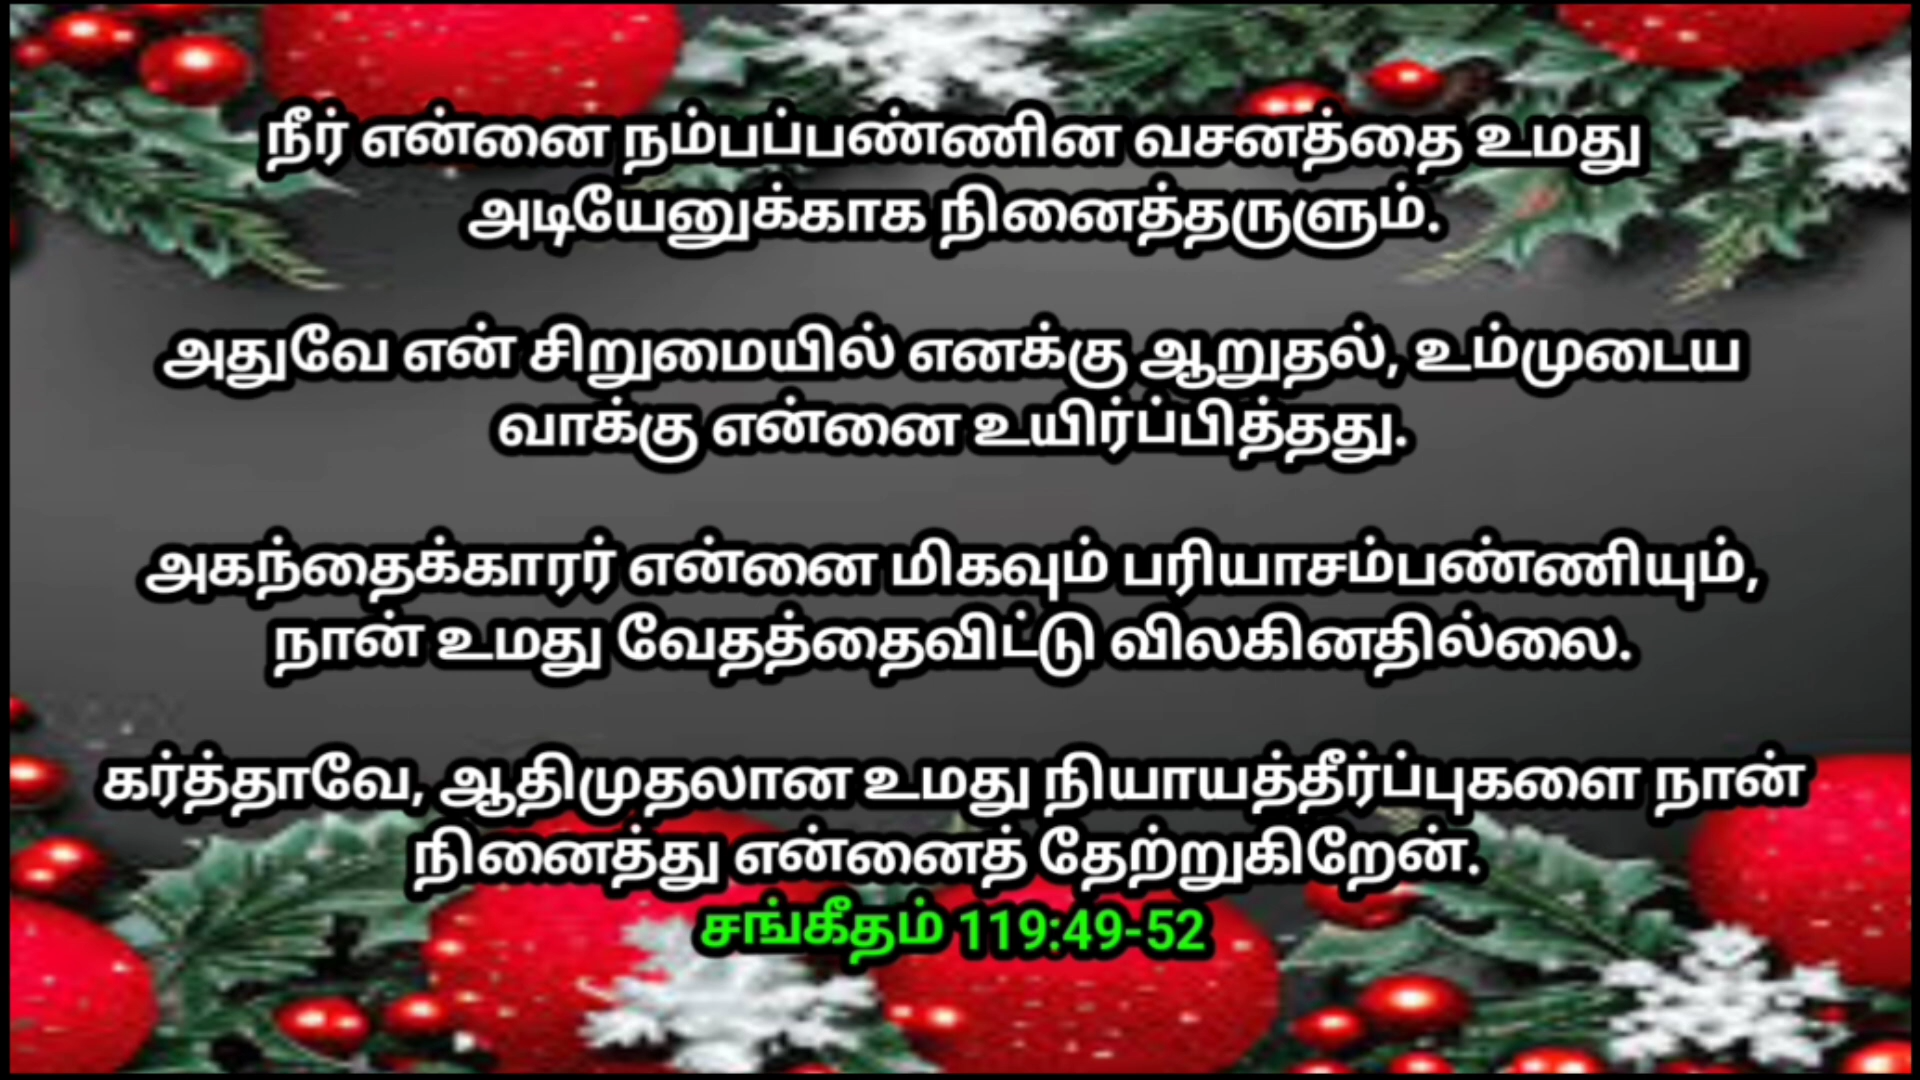 நீர் என்னை நம்பப்பண்ணின வசனத்தை உமது
அடியேனுக்காக நினைத்தருளும்.
அதுவே என் சிறுமையில் எனக்கு ஆறுதல், உம்முடைய
வாக்கு என்னை உயிர்ப்பித்தது.
அகந்தைக்காரர் என்னை மிகவும் பரியாசம்பண்ணியும்,
நான் உமது வேதத்தைவிட்டு விலகினதில்லை.
கர்த்தாவே, ஆதிமுதலான உமது நியாயத்தீர்ப்புகளை நான்
நினைத்து என்னைத் தேற்றுகிறேன்.
சங்கீதம் 119:49-52